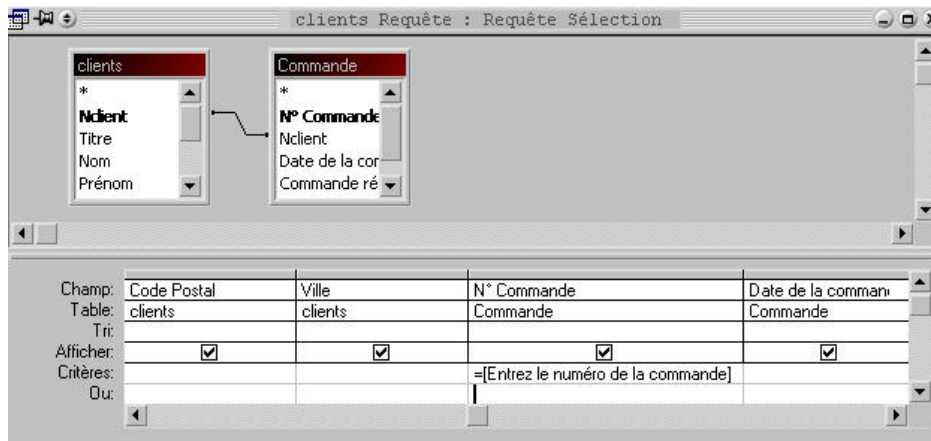 clients Requête : Requête Sélection
clients Commande
* *
Nclient N° Commande
Titre Nclient
Nom Date de la cor
Prénom Commande ré
Champ: Code Postal Ville N° Commande Date de la comman
Table: clients clients Commande Commande
Tri:
Afficher:
Critères: =[Entrez le numéro de la commande]
Ou: